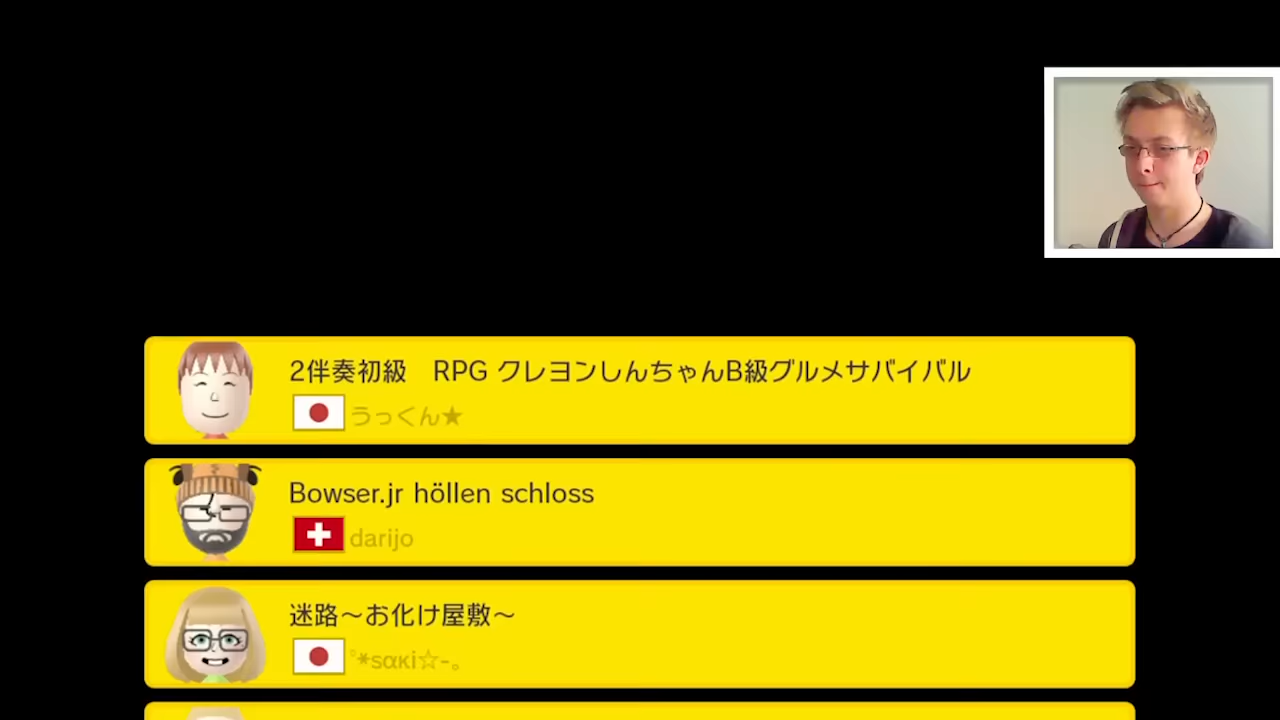 2伴奏初級　RPG クレヨンしんちゃんB級グルメサバイバル
うっくん★
Bowser.jr höllen schloss
darijo
迷路～お化け屋敷～
゜*sακi☆-。